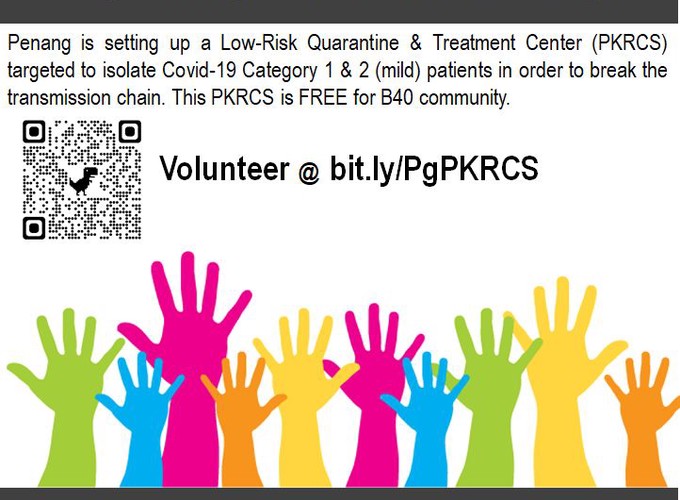 Penang is setting up a Low-Risk Quarantine & Treatment Center (PKRCS)
targeted to isolate Covid-19 Category 1 & 2 (mild) patients in order to break the
transmission chain. This PKRCS is FREE for B40 community.
Volunteer @ bit.ly/PgPKRCS